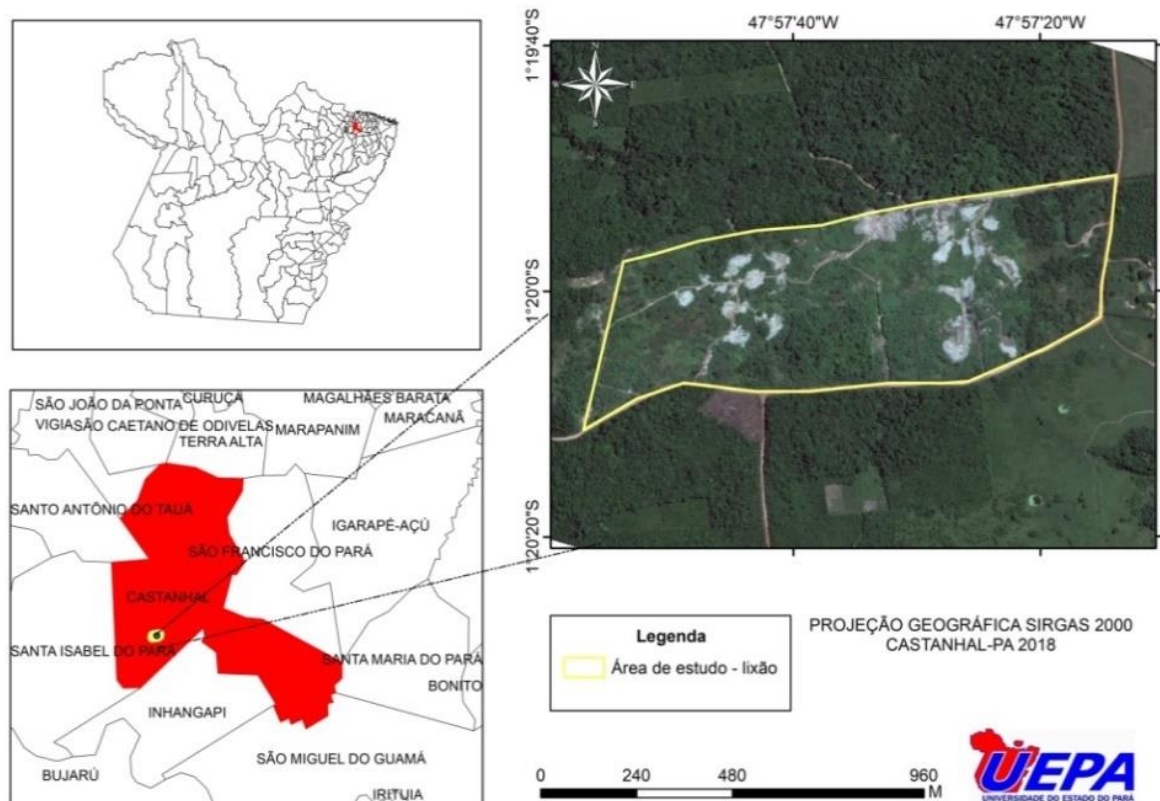 47°57'40"W
47°57'20"W
1°19'40"S
1°20'0"S
1°20'20"S
SÃO JOÃO DA PONTA
CURUÇÁ
MAGALHÃES BARATA
VIGIA
SÃO CAETANO DE ODIVELAS
MARACANÃ
TERRA ALTA
MARAPANIM
SANTO ANTÔNIO DO TAUÁ
IGARAPÉ-AÇÚ
SÃO FRANCISCO DO PARÁ
CASTANHAL
SANTA ISABEL DO PARÁ
SANTA MARIA DO PARÁ
BONITO
INHANGAPI
SÃO MIGUEL DO GUAMÁ
BUJARÚ
IRITUIA
Legenda
Área de estudo - lixão
PROJEÇÃO GEOGRÁFICA SIRGAS 2000
CASTANHAL-PA 2018
0 240 480 960
M
UEPA
UNIVERSIDADE DO ESTADO DO PARÁ